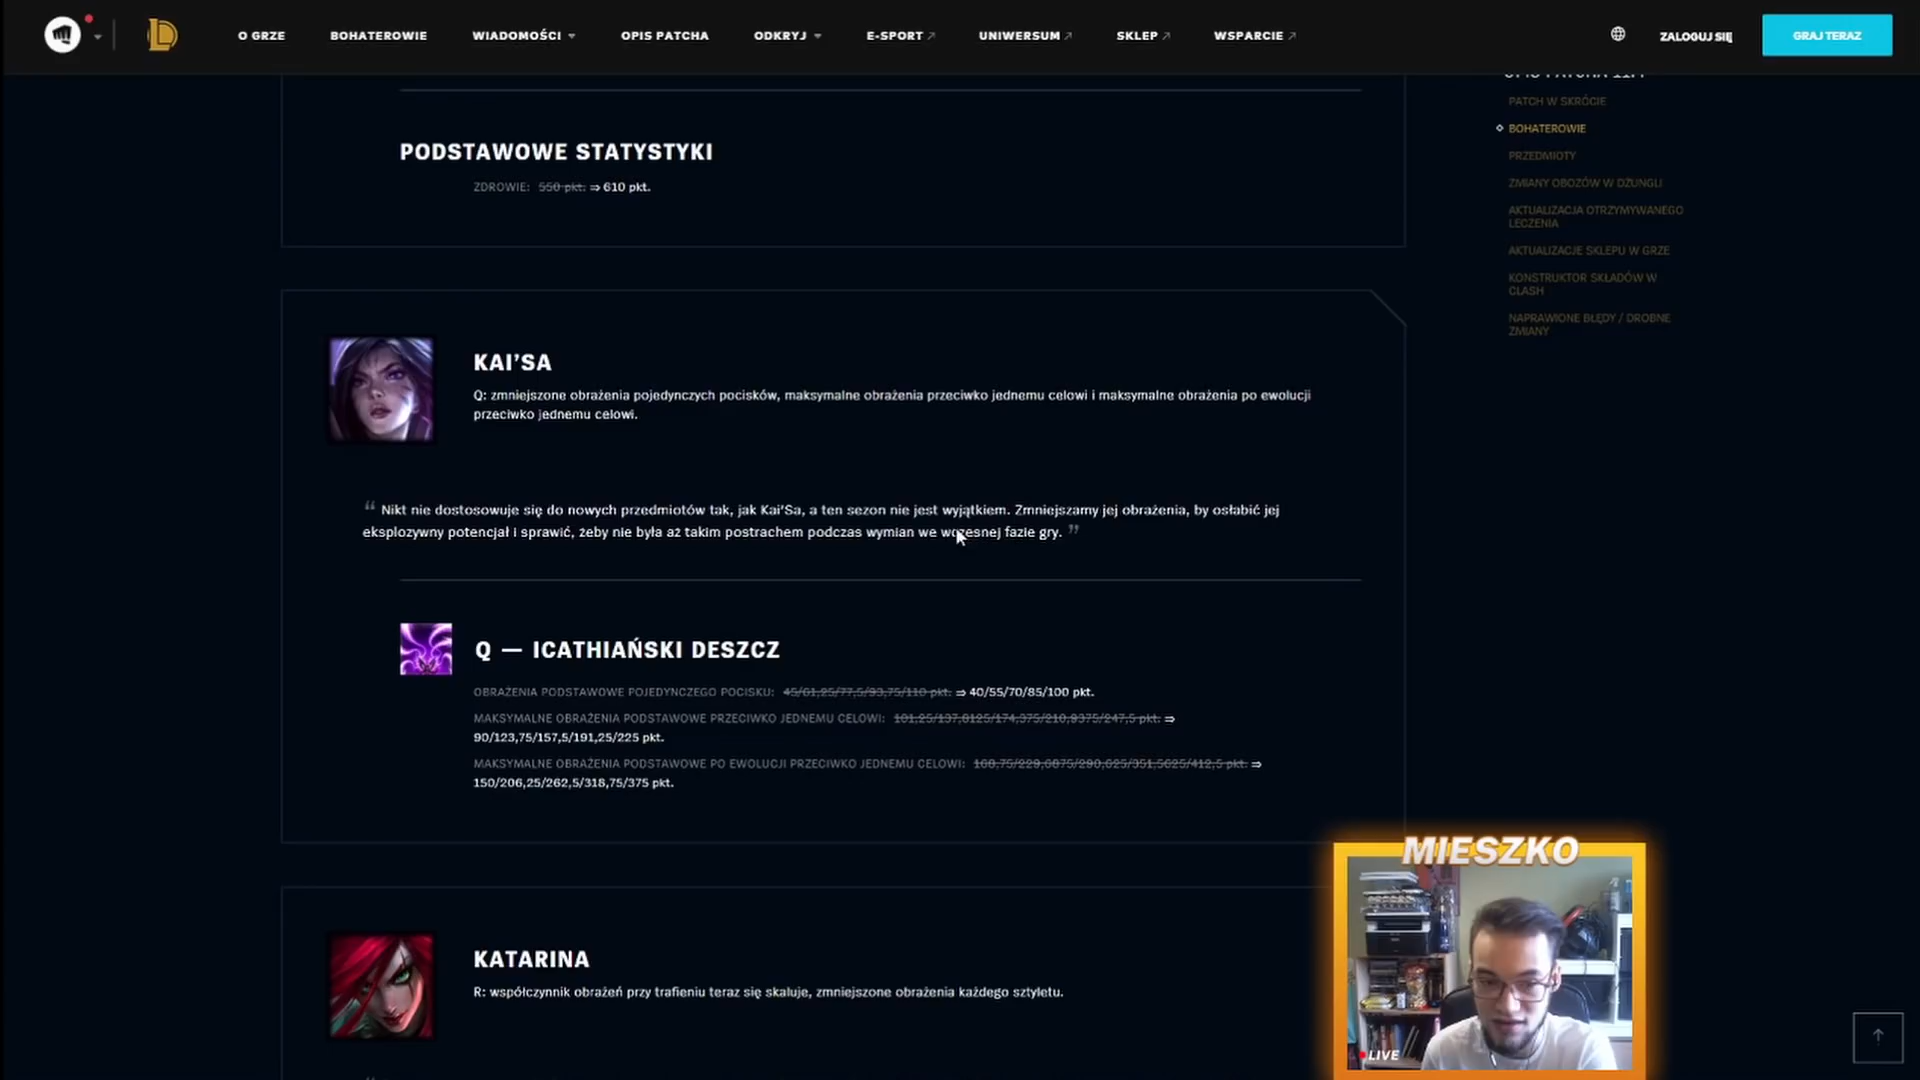 O GRZE
BOHATEROWIE
WIADOMOŚCI
OPIS PATCHA
ODKRYJ
E-SPORT
UNIWERSUM
SKLEP
WSPARCIE
ZALOGUJ SIĘ
GRAJ TERAZ
PATCH W SKRÓCIE
BOHATEROWIE
PRZEDMIOTY
ZMIANY OBOZÓW W DŻUNGLI
AKTUALIZACJA OTRZYMYWANEGO
LECZENIA
AKTUALIZACJE SKLEPU W GRZE
KONSTRUKTOR SKŁADÓW W
CLASH
NAPRAWIONE BŁĘDY / DROBNE
ZMIANY
PODSTAWOWE STATYSTYKI
ZDROWIE: 550 pkt. ⇒ 610 pkt.
KAI'SA
Q: zmniejszone obrażenia pojedynczych pocisków, maksymalne obrażenia przeciwko jednemu celowi i maksymalne obrażenia po ewolucji
przeciwko jednemu celowi.
“ Nikt nie dostosowuje się do nowych przedmiotów tak, jak Kai'Sa, a ten sezon nie jest wyjątkiem. Zmniejszamy jej obrażenia, by osłabić jej
eksplozywny potencjał i sprawić, żeby nie była aż takim postrachem podczas wymian we wczesnej fazie gry. ”
Q — ICATHIAŃSKI DESZCZ
OBRAŻENIA PODSTAWOWE POJEDYNCZEGO POCISKU: 45/61,25/77,5/93,75/110 pkt. ⇒ 40/55/70/85/100 pkt.
MAKSYMALNE OBRAŻENIA PODSTAWOWE PRZECIWKO JEDNEMU CELOWI: 101,25/137,8125/174,375/210,9375/247,5 pkt. ⇒
90/123,75/157,5/191,25/225 pkt.
MAKSYMALNE OBRAŻENIA PODSTAWOWE PO EWOLUCJI PRZECIWKO JEDNEMU CELOWI: 168,75/229,6875/290,625/351,5625/412,5 pkt. ⇒
150/206,25/262,5/318,75/375 pkt.
KATARINA
R: współczynnik obrażeń przy trafieniu teraz się skaluje, zmniejszone obrażenia każdego sztyletu.
MIESZKO
LIVE